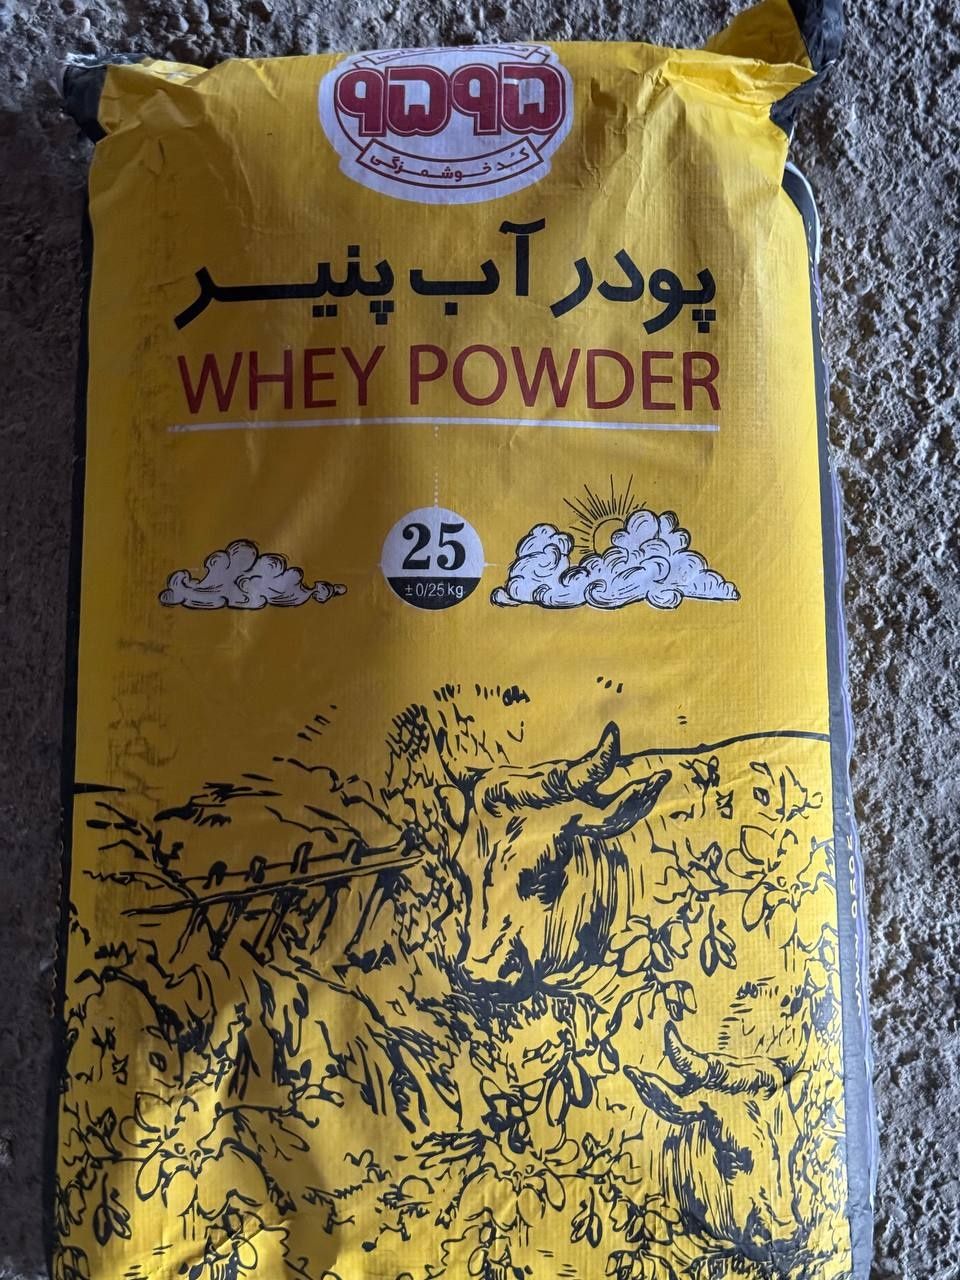 ۹۵۹۵
کد خوشمزگی
پودر آب پنیر
WHEY POWDER
25
± 0/25 kg